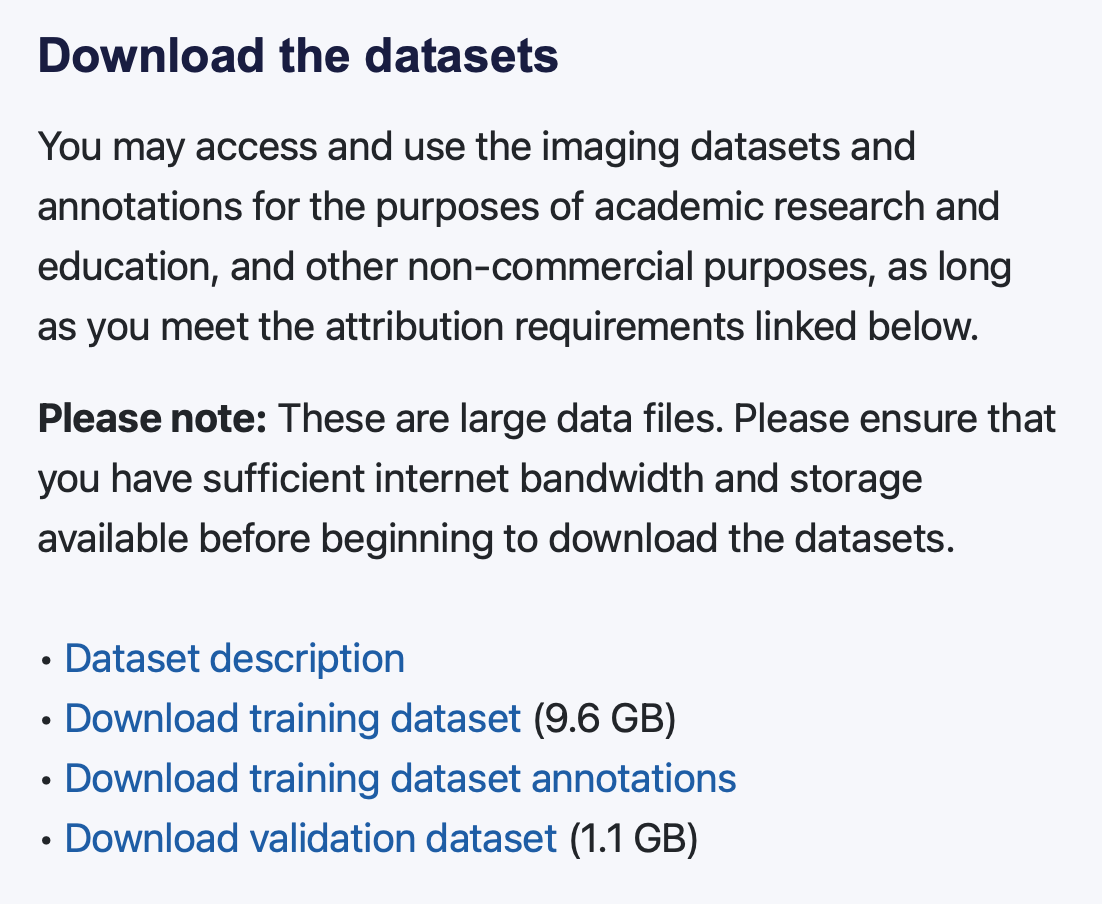 Download the datasets
You may access and use the imaging datasets and
annotations for the purposes of academic research and
education, and other non-commercial purposes, as long
as you meet the attribution requirements linked below.
Please note: These are large data files. Please ensure that
you have sufficient internet bandwidth and storage
available before beginning to download the datasets.
• Dataset description
• Download training dataset (9.6 GB)
• Download training dataset annotations
• Download validation dataset (1.1 GB)